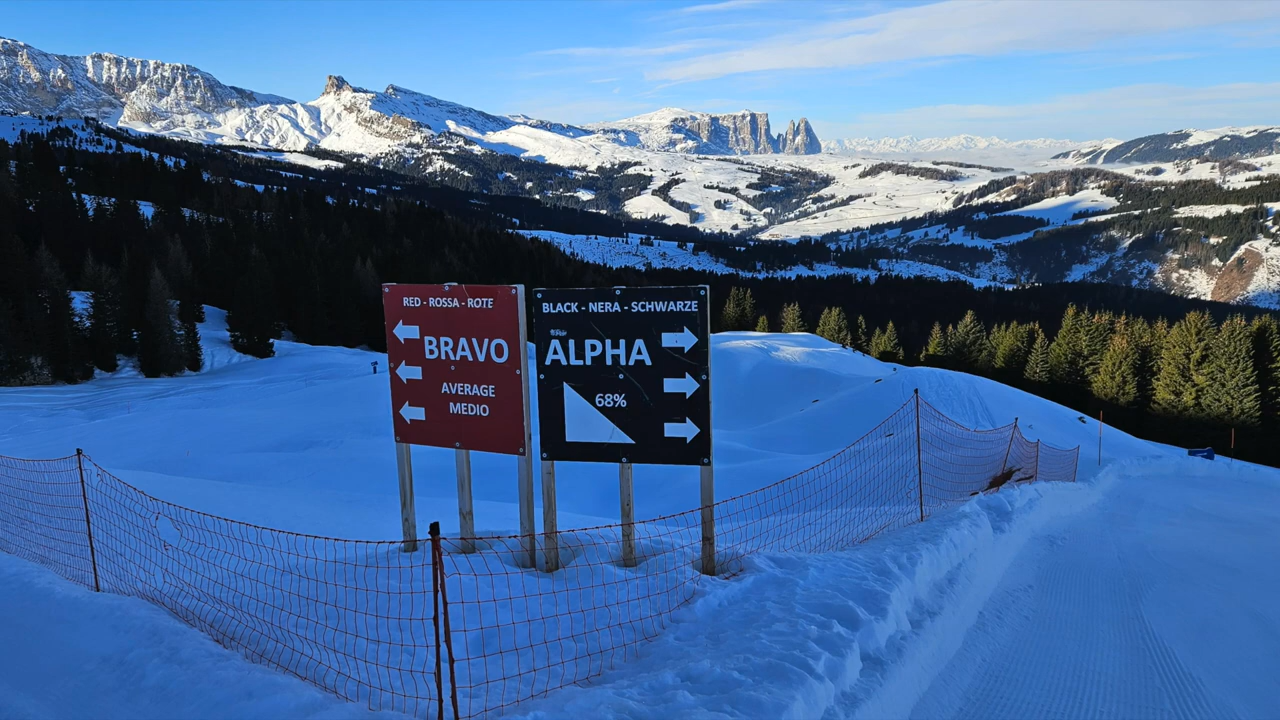 RED - ROSSA - ROTE
BRAVO
AVERAGE
MEDIO
BLACK - NERA - SCHWARZE
ALPHA
68%